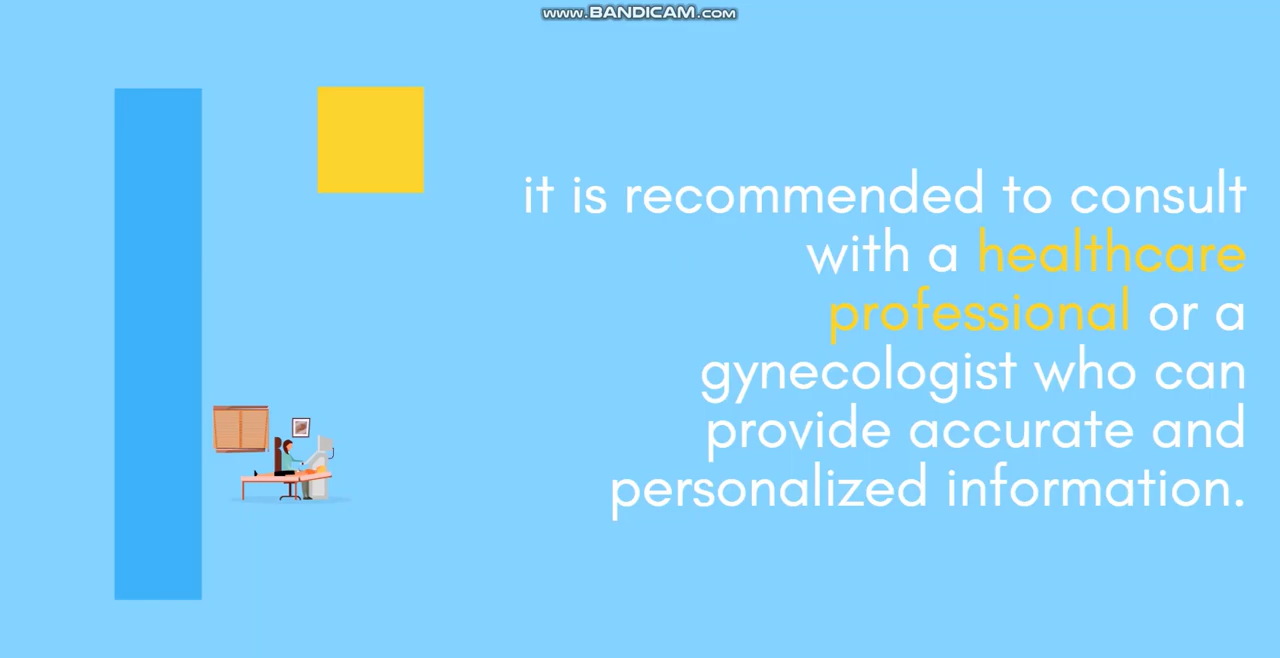 www.BANDICAM.com
it is recommended to consult
with a healthcare
professional or a
gynecologist who can
provide accurate and
personalized information.